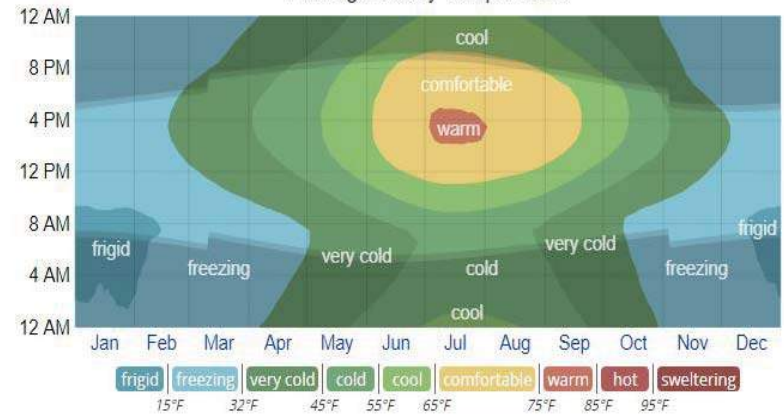 12 AM
cool
8 PM
comfortable
4 PM
warm
12 PM
8 AM
frigid
frigid
very cold
very cold
freezing
cold
freezing
4 AM
cool
12 AM
Jan Feb Mar Apr May Jun Jul Aug Sep Oct Nov Dec
frigid freezing very cold cold cool comfortable warm hot sweltering
15°F 32°F 45°F 55°F 65°F 75°F 85°F 95°F